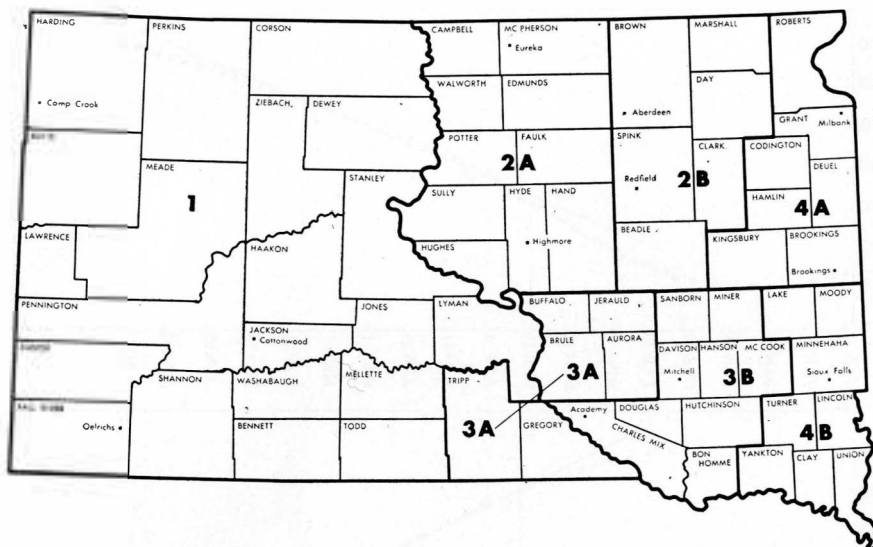 HARDING
PERKINS
CORSON
CAMPBELL
MC PHERSON
BROWN
MARSHALL
ROBERTS
Eureka
Camp Crook
ZIEBACH
DEWEY
WALWORTH
EDMUNDS
DAY
Aberdeen
GRANT
Milbank
POTTER
FAULK
SPINK
CLARK
CODINGTON
MEADE
1
STANLEY
2A
Redfield
2B
DEUEL
SULLY
HYDE
HAND
HAMLIN
4A
LAWRENCE
HAAKON
HUGHES
Highmore
BEADLE
KINGSBURY
BROOKINGS
Brookings
PENNINGTON
JONES
LYMAN
BUFFALO
JERAULD
SANBORN
MINER
LAKE
MOODY
JACKSON
Cottonwood
BRULE
AURORA
DAVISON
HANSON
MC COOK
MINNEHAHA
Mitchell
3B
Sioux Falls
SHANNON
WASHABAUGH
MELLETTE
TRIPP
3A
3A
Oelrichs
BENNETT
TODD
GREGORY
Academy
DOUGLAS
CHARLES MIX
HUTCHINSON
TURNER
LINCOLN
4B
BON
HOMME
YANKTON
CLAY
UNION